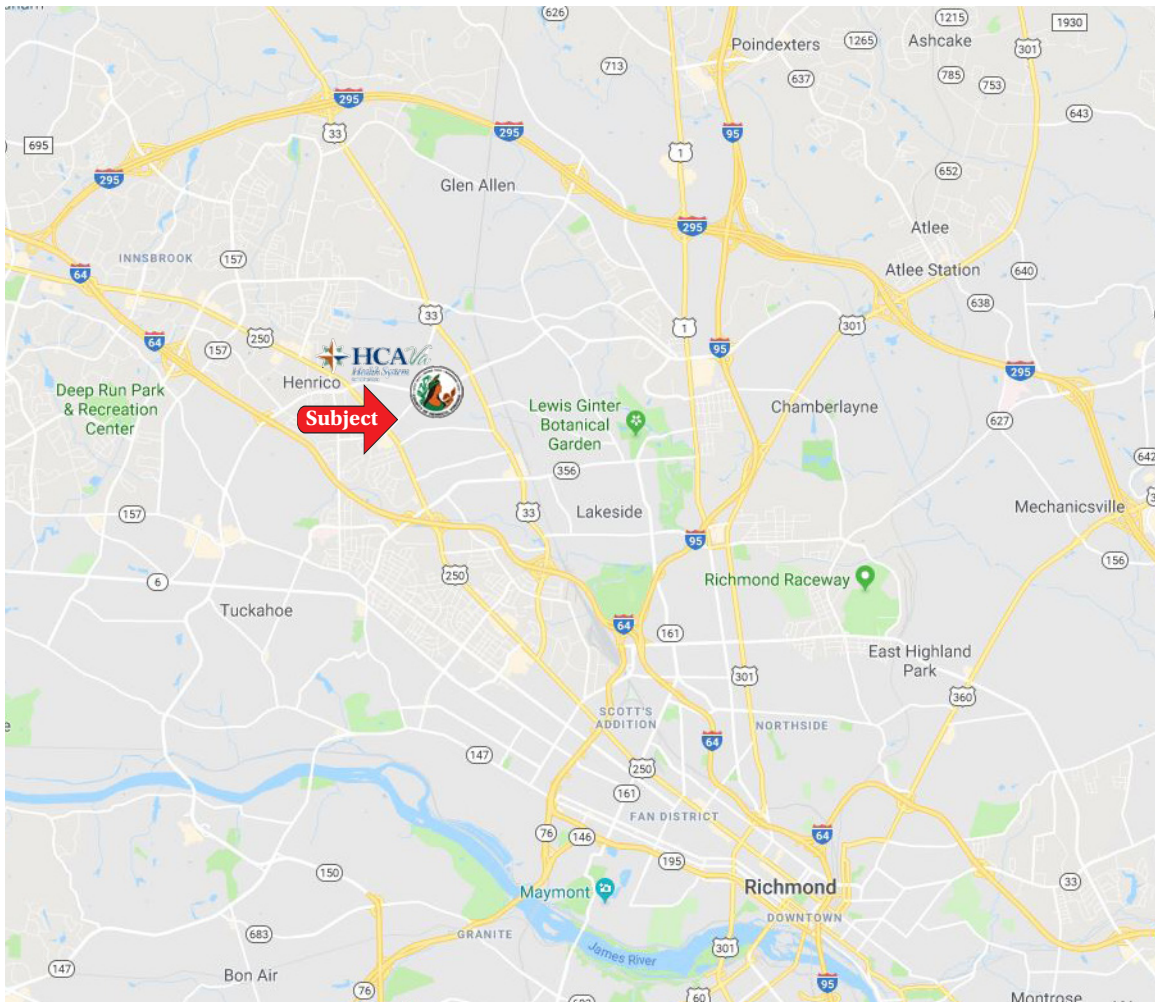 626
1215
1930
Poindexters
1265
Ashcake
301
713
637
785
753
295
33
295
95
643
695
1
295
Glen Allen
652
295
Atlee
INNSBROOK
157
64
Atlee Station
640
638
33
301
1
250
64
157
95
HCAVa
Health System
295
Henrico
Deep Run Park
& Recreation
Center
Subject
Lewis Ginter
Botanical
Garden
Chamberlayne
627
642
356
157
33
Lakeside
Mechanicsville
95
156
6
250
Richmond Raceway
Tuckahoe
64
161
East Highland
Park
301
360
SCOTT'S
ADDITION
NORTHSIDE
64
147
250
161
FAN DISTRICT
76
146
64
195
150
Maymont
Richmond
33
DOWNTOWN
683
GRANITE
301
James River
147
Bon Air
76
60
95
Montrose